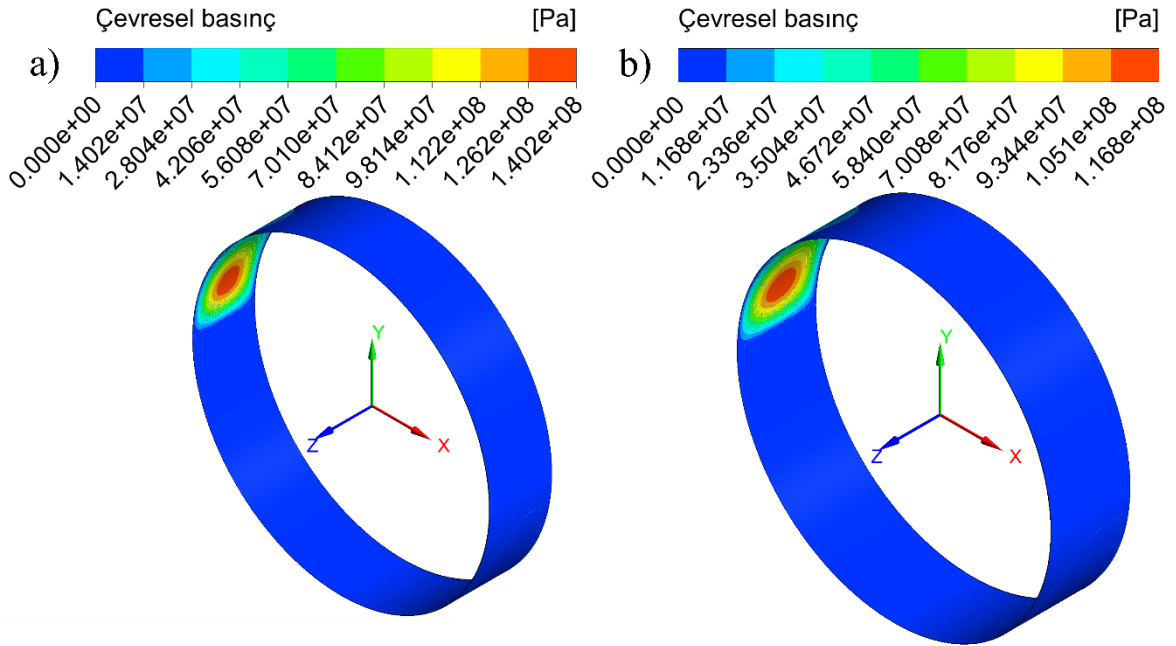 Çevresel basınç [Pa]
a)
0.000e+00
1.402e+07
2.804e+07
4.206e+07
5.608e+07
7.010e+07
8.412e+07
9.814e+07
1.122e+08
1.262e+08
1.402e+08
Y
Z
X
Çevresel basınç [Pa]
b)
0.000e+00
1.168e+07
2.336e+07
3.504e+07
4.672e+07
5.840e+07
7.008e+07
8.176e+07
9.344e+07
1.051e+08
1.168e+08
Y
Z
X